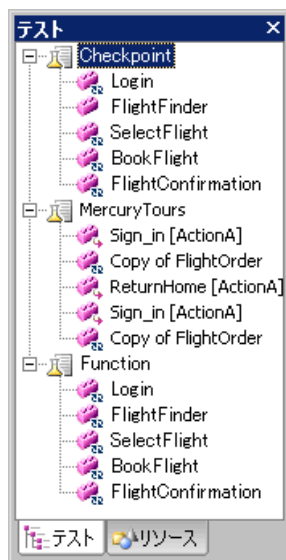 テスト
Checkpoint
Login
FlightFinder
SelectFlight
BookFlight
FlightConfirmation
MercuryTours
Sign_in [ActionA]
Copy of FlightOrder
ReturnHome [ActionA]
Sign_in [ActionA]
Copy of FlightOrder
Function
Login
FlightFinder
SelectFlight
BookFlight
FlightConfirmation
テスト リソース